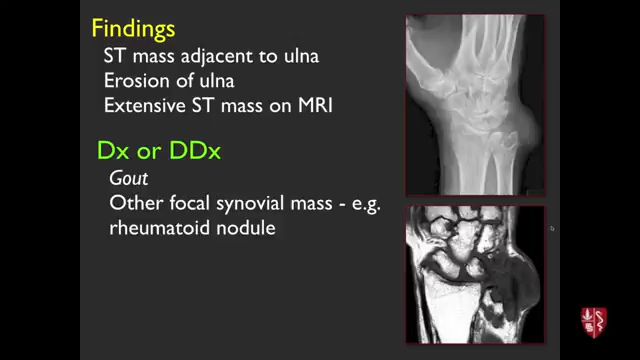 Findings
ST mass adjacent to ulna
Erosion of ulna
Extensive ST mass on MRI
Dx or DDx
Gout
Other focal synovial mass - e.g.
rheumatoid nodule